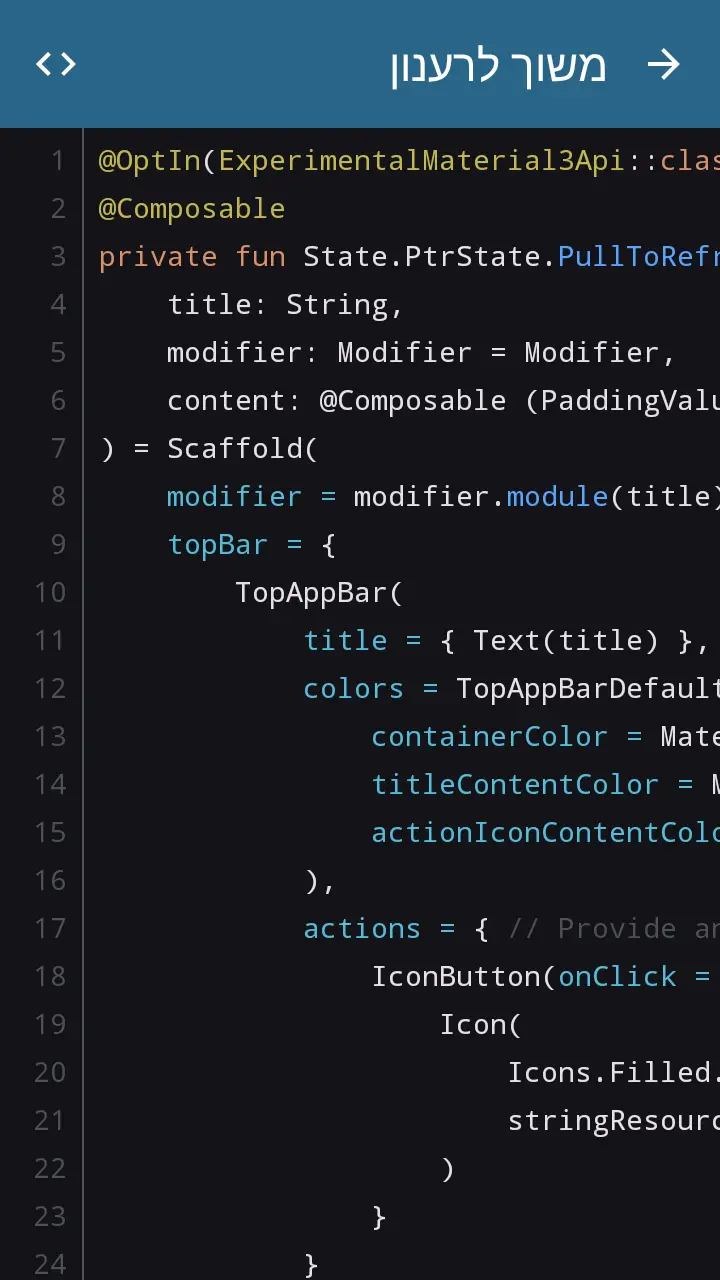 משוך לרענון
1 @OptIn(ExperimentalMaterial3Api::clas
2 @Composable
3 private fun State.PtrState.PullToRefr
4 title: String,
5 modifier: Modifier = Modifier,
6 content: @Composable (PaddingValu
7 ) = Scaffold(
8 modifier = modifier.module(title)
9 topBar = {
10 TopAppBar(
11 title = { Text(title) },
12 colors = TopAppBarDefault
13 containerColor = Mate
14 titleContentColor = M
15 actionIconContentColo
16 ),
17 actions = { // Provide an
18 IconButton(onClick =
19 Icon(
20 Icons.Filled.
21 stringResourc
22 )
23 }
24 }